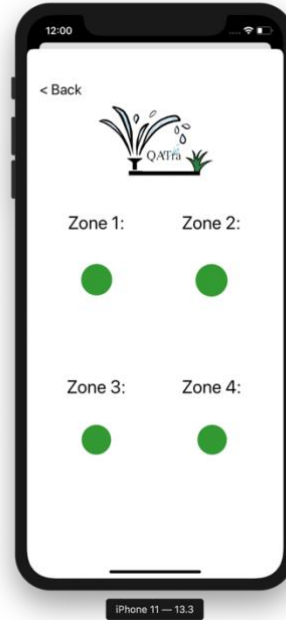 12:00
< Back
QATra
Zone 1: Zone 2:
Zone 3: Zone 4:
iPhone 11 — 13.3